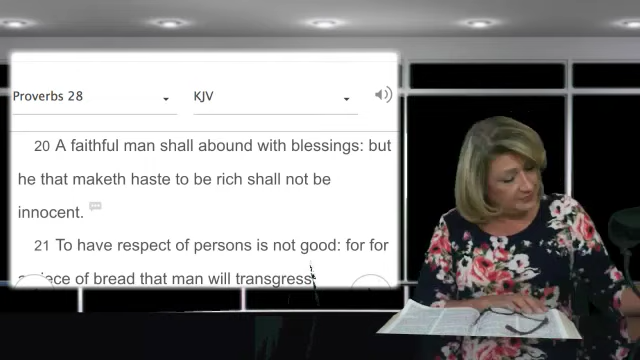 Proverbs 28 KJV
20 A faithful man shall abound with blessings: but
he that maketh haste to be rich shall not be
innocent.
21 To have respect of persons is not good: for for
a piece of bread that man will transgress.